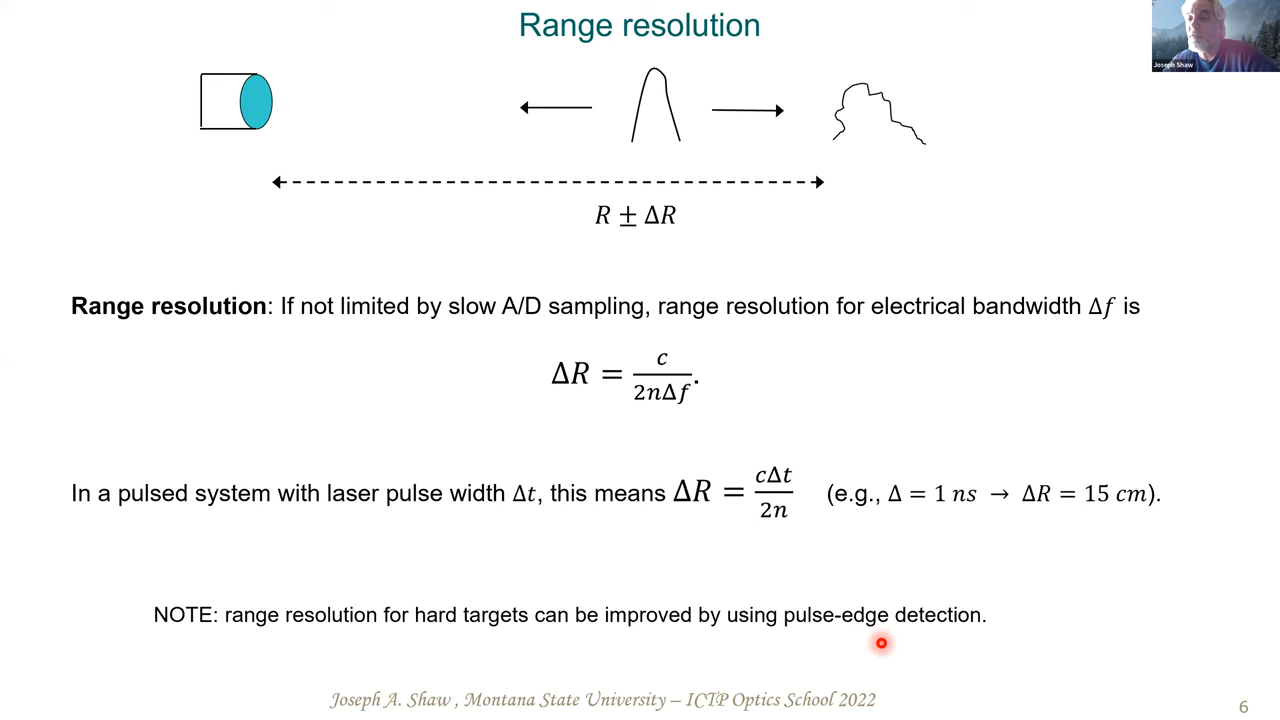 Range resolution
Joseph Shaw
R ± ΔR
Range resolution: If not limited by slow A/D sampling, range resolution for electrical bandwidth Δf is
ΔR = c / 2nΔf.
In a pulsed system with laser pulse width Δt, this means ΔR = cΔt / 2n (e.g., Δ = 1 ns → ΔR = 15 cm).
NOTE: range resolution for hard targets can be improved by using pulse-edge detection.
Joseph A. Shaw , Montana State University – ICTP Optics School 2022
6